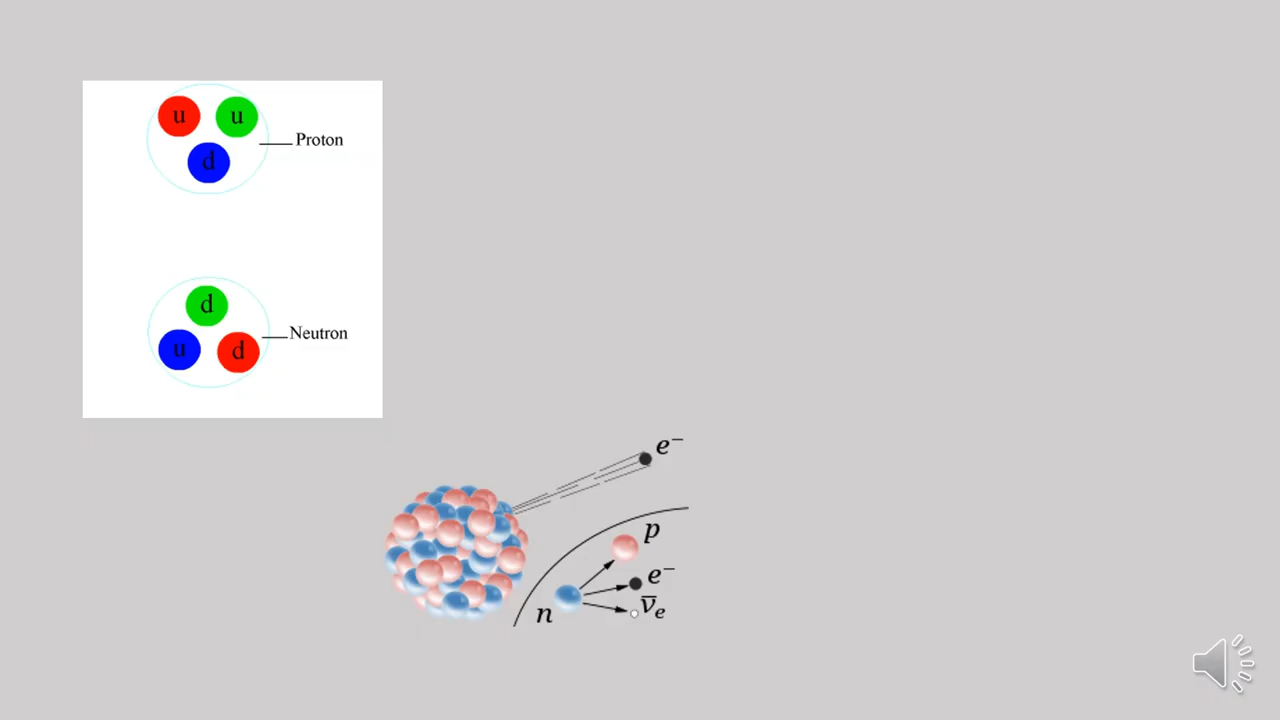 u u
d
Proton
d
u d
Neutron
e⁻
p
e⁻
n
ν̅ₑ